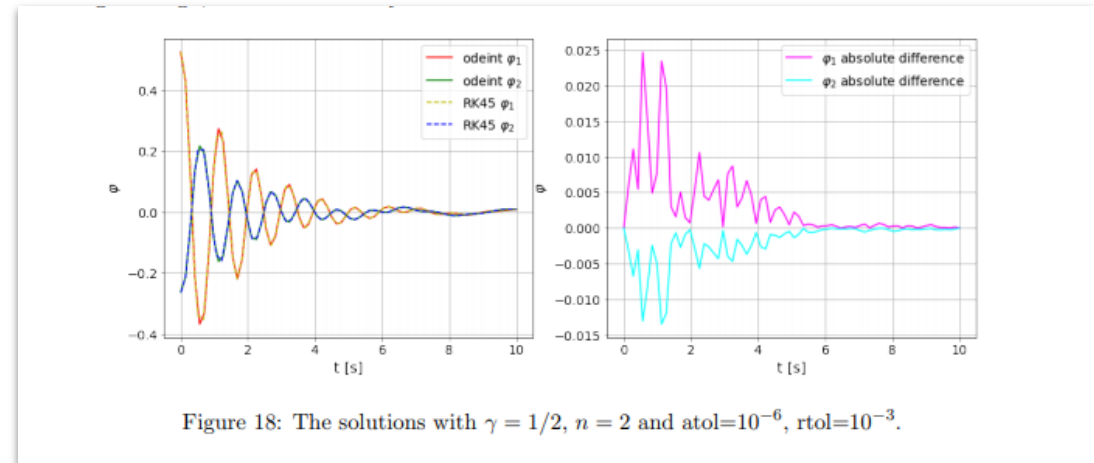 odeint φ₁
odeint φ₂
RK45 φ₁
RK45 φ₂
0.4
0.2
0.0
−0.2
−0.4
φ
0 2 4 6 8 10
t [s]
φ₁ absolute difference
φ₂ absolute difference
0.025
0.020
0.015
0.010
0.005
0.000
−0.005
−0.010
−0.015
φ
0 2 4 6 8 10
t [s]
Figure 18: The solutions with γ = 1/2, n = 2 and atol=10⁻⁶, rtol=10⁻³.